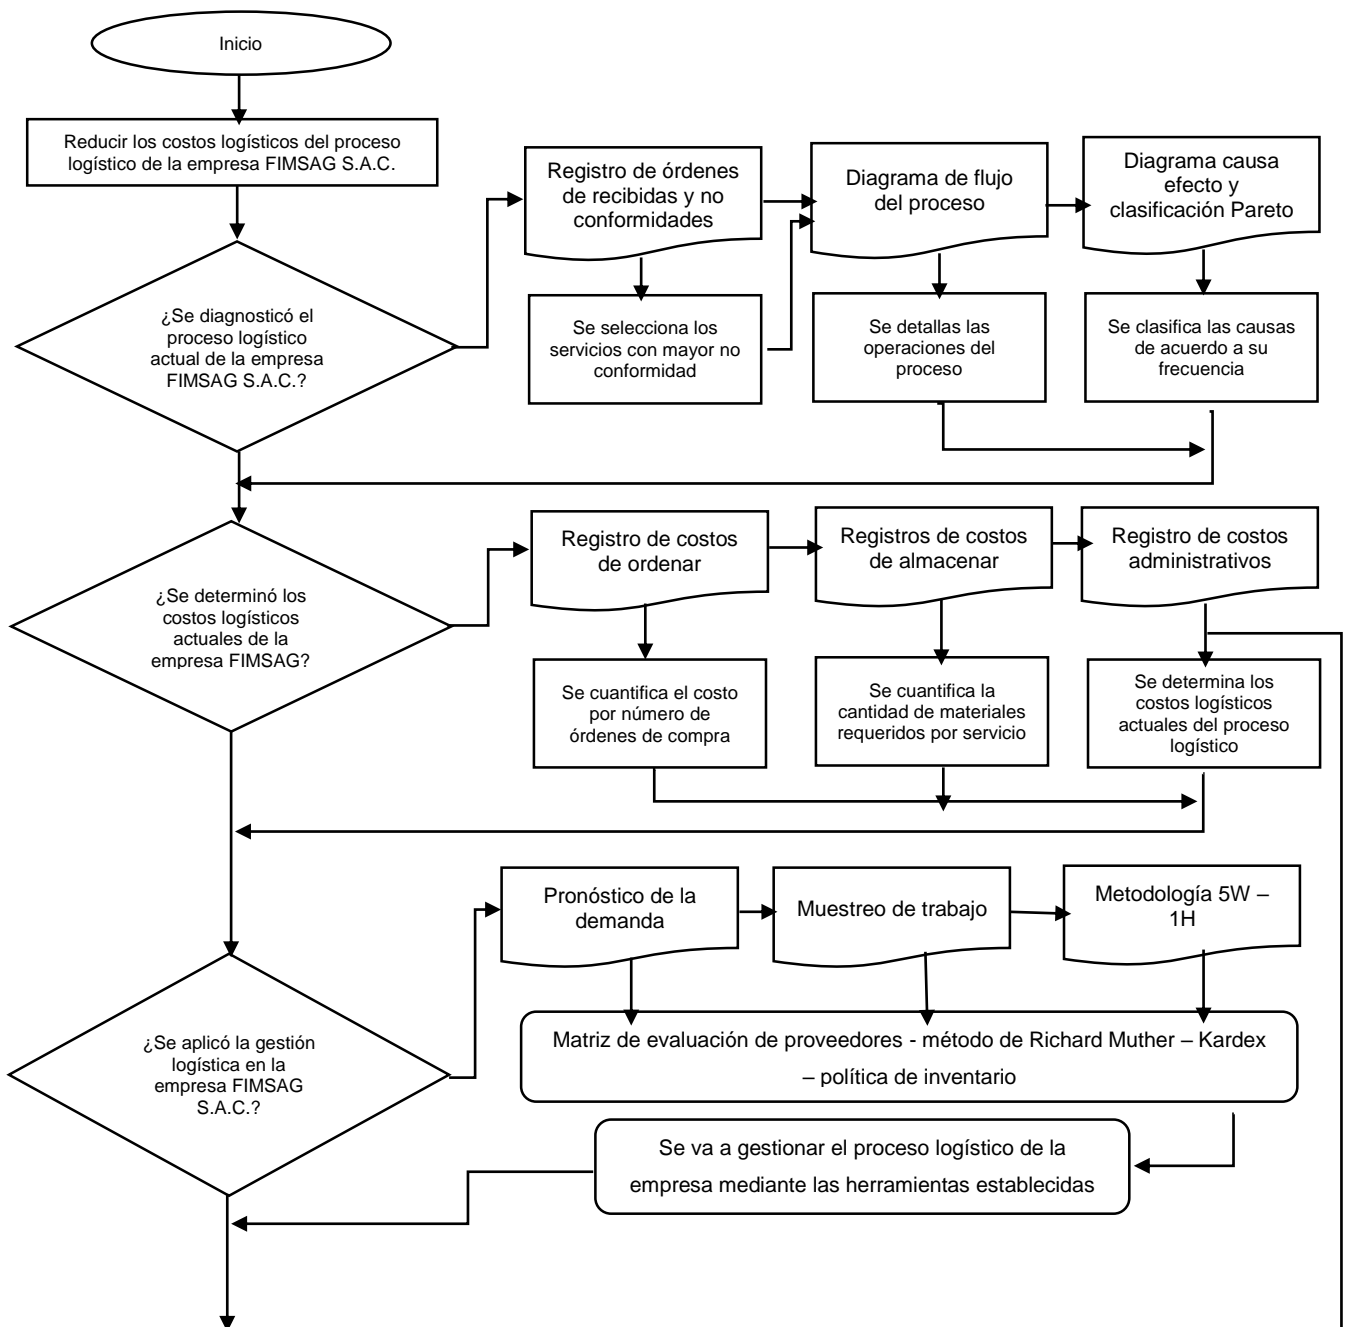 Inicio
Reducir los costos logísticos del proceso
logístico de la empresa FIMSAG S.A.C.
Registro de órdenes
de recibidas y no
conformidades
Diagrama de flujo
del proceso
Diagrama causa
efecto y
clasificación Pareto
¿Se diagnosticó el
proceso logístico
actual de la empresa
FIMSAG S.A.C.?
Se selecciona los
servicios con mayor no
conformidad
Se detallas las
operaciones del
proceso
Se clasifica las causas
de acuerdo a su
frecuencia
¿Se determinó los
costos logísticos
actuales de la
empresa FIMSAG?
Registro de costos
de ordenar
Registros de costos
de almacenar
Registro de costos
administrativos
Se cuantifica el costo
por número de
órdenes de compra
Se cuantifica la
cantidad de materiales
requeridos por servicio
Se determina los
costos logísticos
actuales del proceso
logístico
¿Se aplicó la gestión
logística en la
empresa FIMSAG
S.A.C.?
Pronóstico de la
demanda
Muestreo de trabajo
Metodología 5W –
1H
Matriz de evaluación de proveedores - método de Richard Muther – Kardex
– política de inventario
Se va a gestionar el proceso logístico de la
empresa mediante las herramientas establecidas